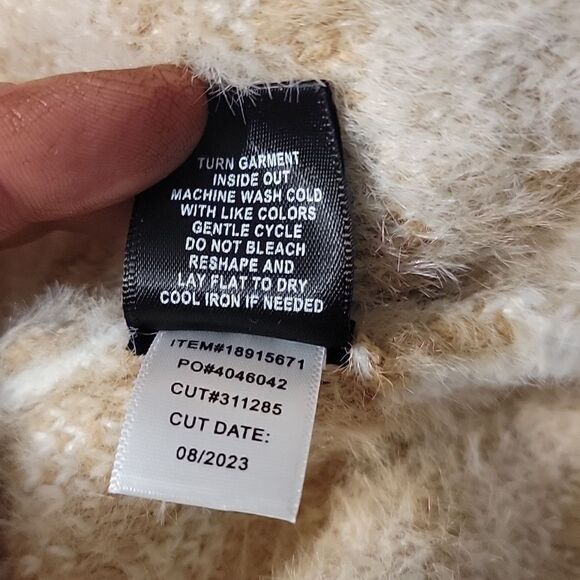 TURN GARMENT
INSIDE OUT
MACHINE WASH COLD
WITH LIKE COLORS
GENTLE CYCLE
DO NOT BLEACH
RESHAPE AND
LAY FLAT TO DRY
COOL IRON IF NEEDED
ITEM#18915671
PO#4046042
CUT#311285
CUT DATE:
08/2023